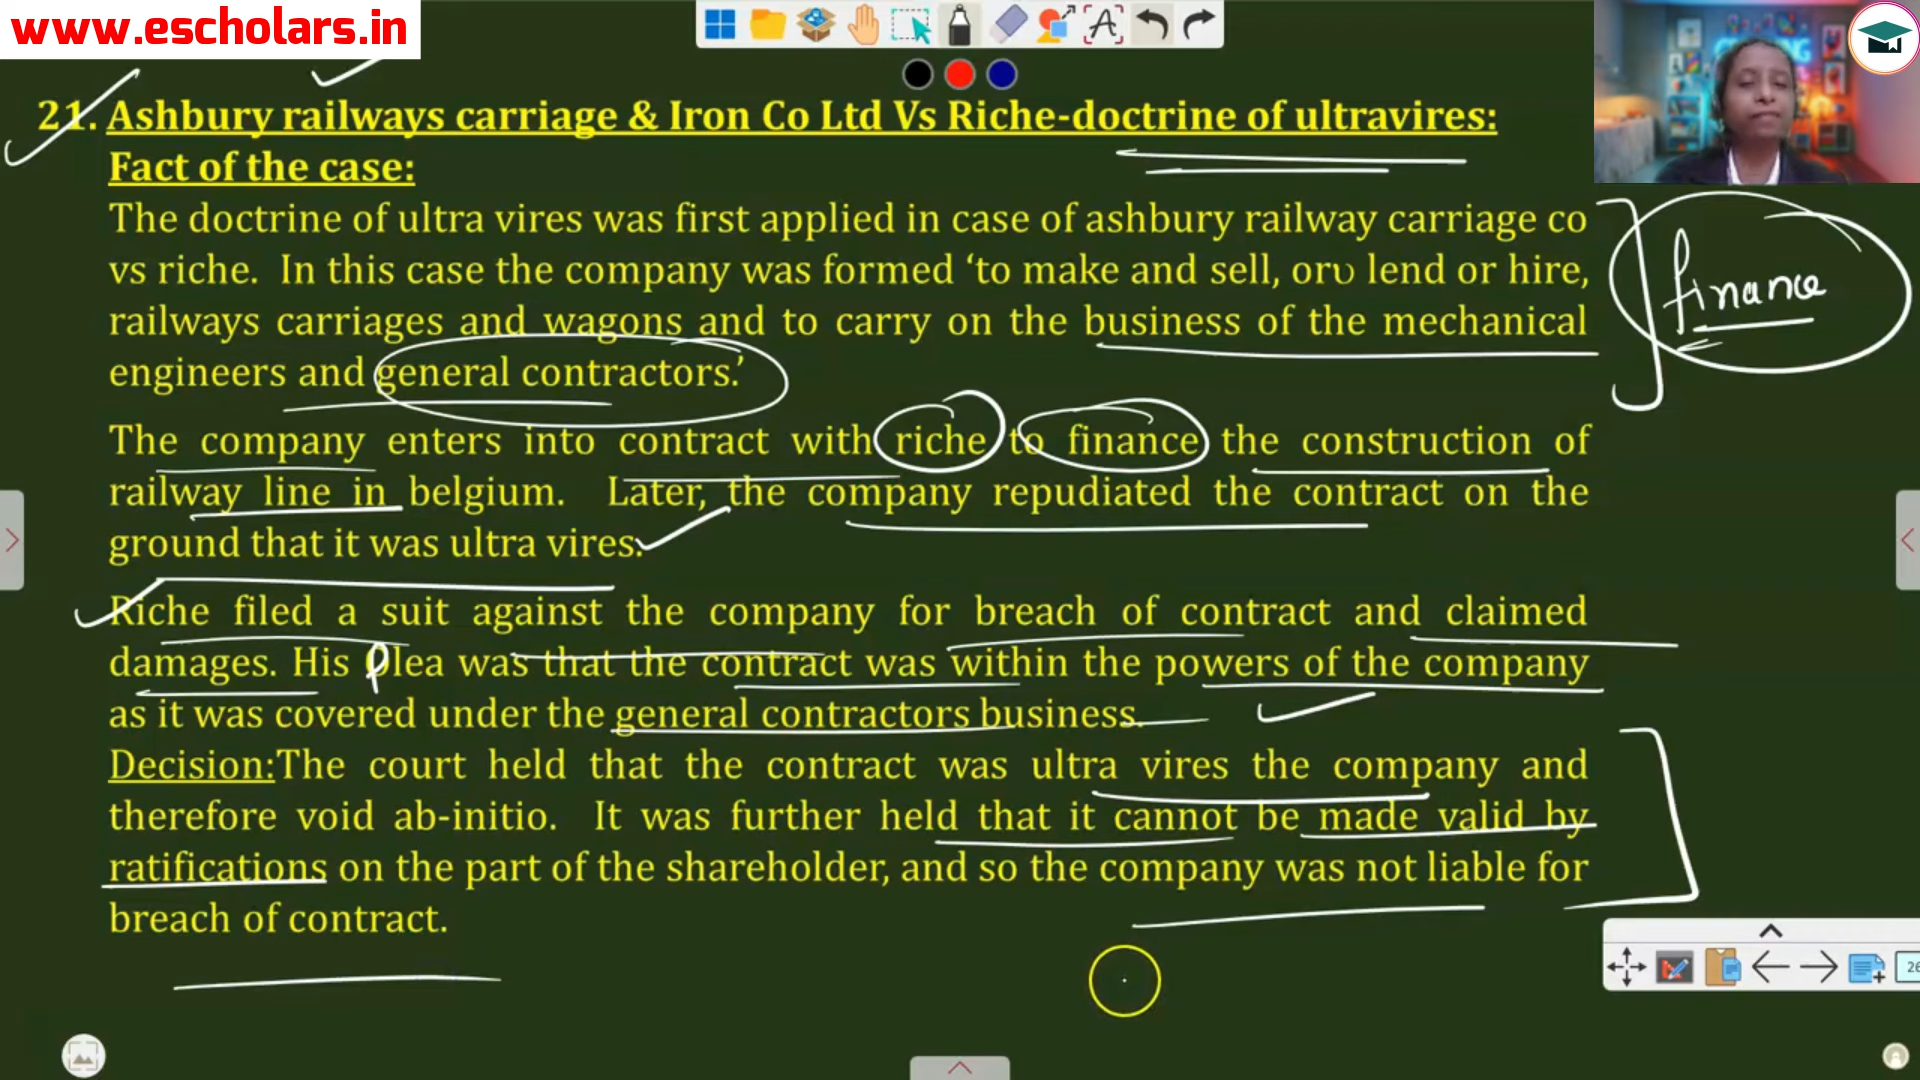 www.escholars.in
21. Ashbury railways carriage & Iron Co Ltd Vs Riche-doctrine of ultravires:
Fact of the case:
The doctrine of ultra vires was first applied in case of ashbury railway carriage co
vs riche. In this case the company was formed ‘to make and sell, oru lend or hire,
railways carriages and wagons and to carry on the business of the mechanical
engineers and general contractors.’
finance
The company enters into contract with riche to finance the construction of
railway line in belgium. Later, the company repudiated the contract on the
ground that it was ultra vires.
Riche filed a suit against the company for breach of contract and claimed
damages. His plea was that the contract was within the powers of the company
as it was covered under the general contractors business.
Decision:The court held that the contract was ultra vires the company and
therefore void ab-initio. It was further held that it cannot be made valid by
ratifications on the part of the shareholder, and so the company was not liable for
breach of contract.
26